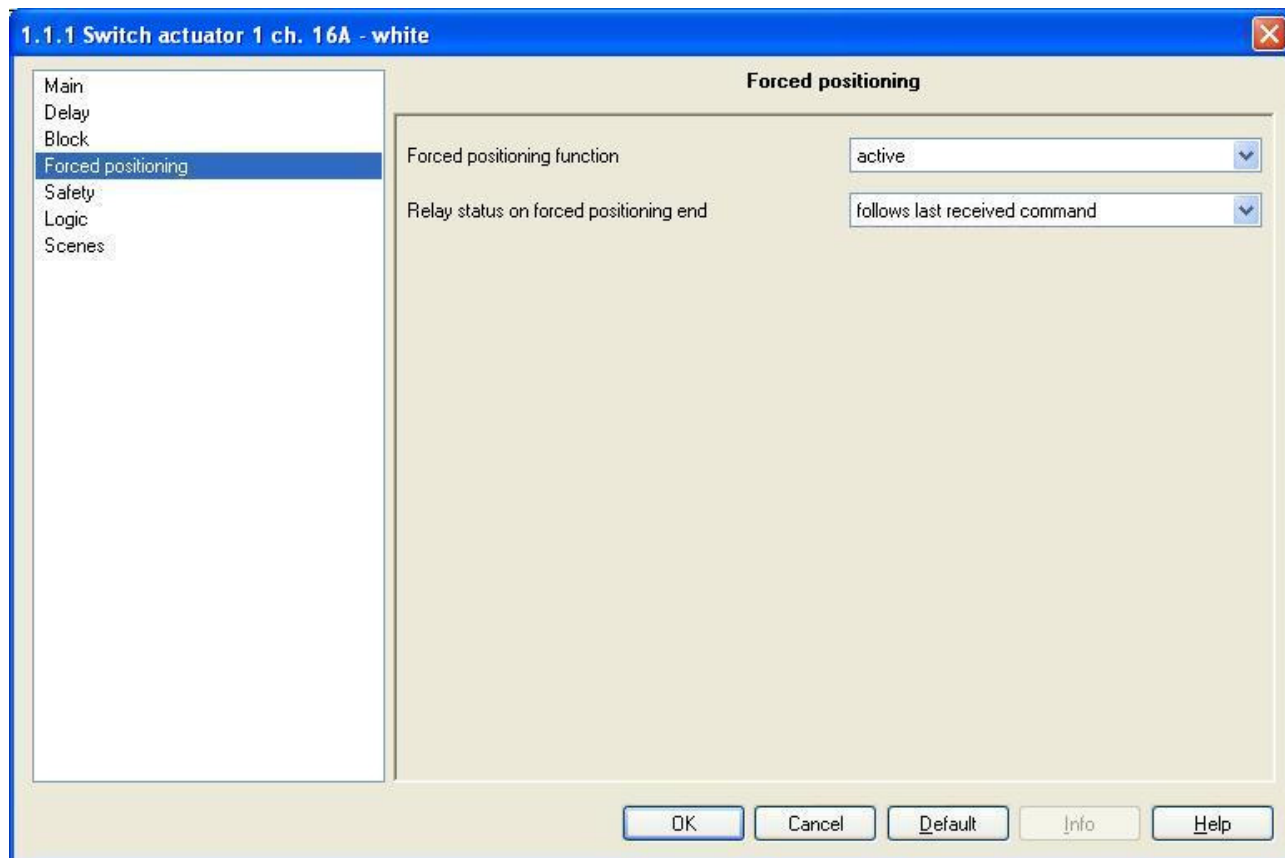 1.1.1 Switch actuator 1 ch. 16A - white
Main
Delay
Block
Forced positioning
Safety
Logic
Scenes
Forced positioning
Forced positioning function
active
Relay status on forced positioning end
follows last received command
OK
Cancel
Default
Info
Help